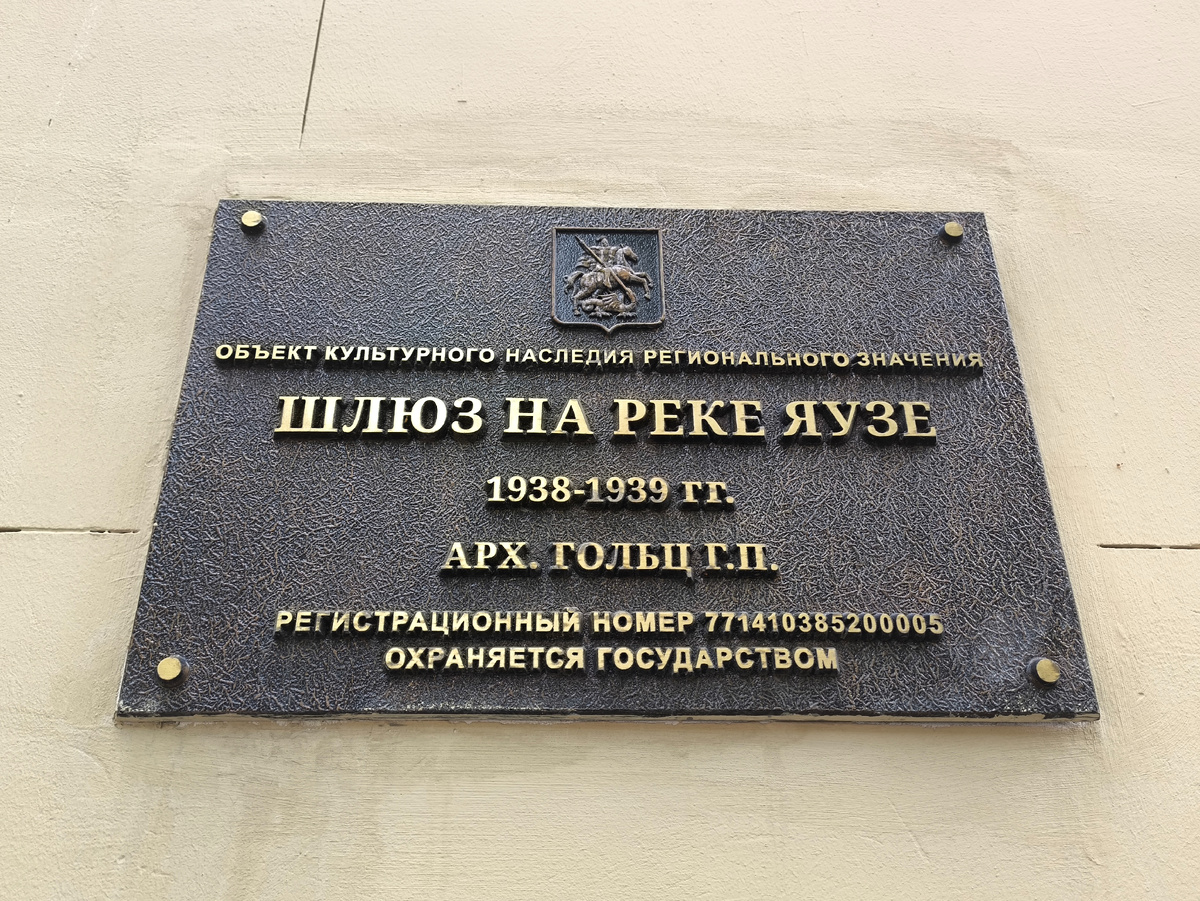 ОБЪЕКТ КУЛЬТУРНОГО НАСЛЕДИЯ РЕГИОНАЛЬНОГО ЗНАЧЕНИЯ
ШЛЮЗ НА РЕКЕ ЯУЗЕ
1938-1939 гг.
АРХ. ГОЛЬЦ Г.П.
РЕГИСТРАЦИОННЫЙ НОМЕР 771410385200005
ОХРАНЯЕТСЯ ГОСУДАРСТВОМ